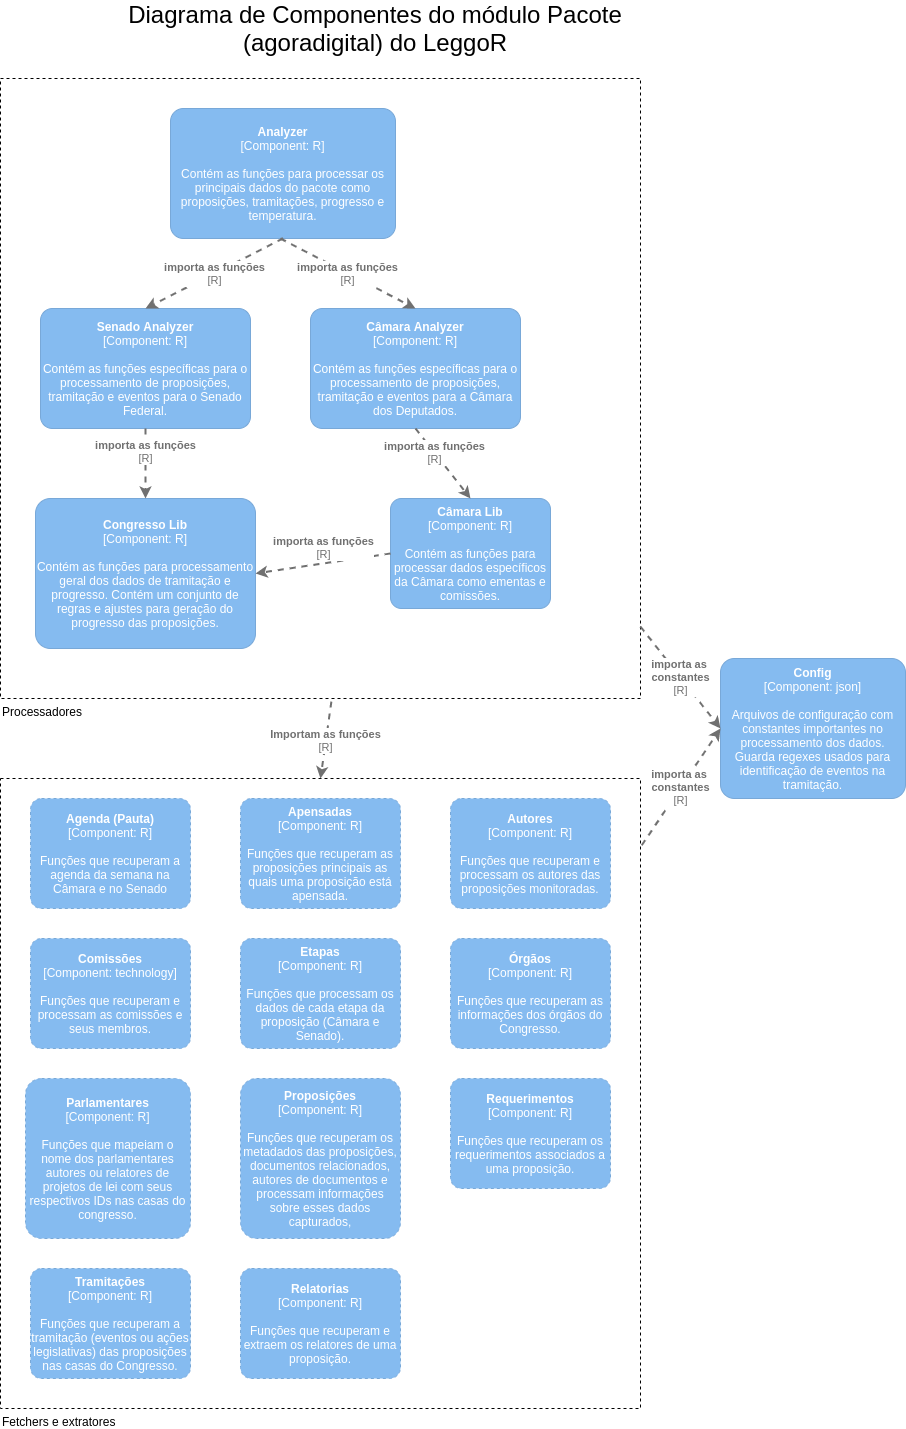 Diagrama de Componentes do módulo Pacote
(agoradigital) do LeggoR
Analyzer
[Component: R]
Contém as funções para processar os
principais dados do pacote como
proposições, tramitações, progresso e
temperatura.
importa as funções
[R]
importa as funções
[R]
Senado Analyzer
[Component: R]
Contém as funções específicas para o
processamento de proposições,
tramitação e eventos para o Senado
Federal.
Câmara Analyzer
[Component: R]
Contém as funções específicas para o
processamento de proposições,
tramitação e eventos para a Câmara
dos Deputados.
importa as funções
[R]
importa as funções
[R]
Congresso Lib
[Component: R]
Contém as funções para processamento
geral dos dados de tramitação e
progresso. Contém um conjunto de
regras e ajustes para geração do
progresso das proposições.
importa as funções
[R]
Câmara Lib
[Component: R]
Contém as funções para
processar dados específicos
da Câmara como ementas e
comissões.
Processadores
importa as
constantes
[R]
Config
[Component: json]
Arquivos de configuração com
constantes importantes no
processamento dos dados.
Guarda regexes usados para
identificação de eventos na
tramitação.
Importam as funções
[R]
importa as
constantes
[R]
Agenda (Pauta)
[Component: R]
Funções que recuperam a
agenda da semana na
Câmara e no Senado
Apensadas
[Component: R]
Funções que recuperam as
proposições principais as
quais uma proposição está
apensada.
Autores
[Component: R]
Funções que recuperam e
processam os autores das
proposições monitoradas.
Comissões
[Component: technology]
Funções que recuperam e
processam as comissões e
seus membros.
Etapas
[Component: R]
Funções que processam os
dados de cada etapa da
proposição (Câmara e
Senado).
Órgãos
[Component: R]
Funções que recuperam as
informações dos órgãos do
Congresso.
Parlamentares
[Component: R]
Funções que mapeiam o
nome dos parlamentares
autores ou relatores de
projetos de lei com seus
respectivos IDs nas casas do
congresso.
Proposições
[Component: R]
Funções que recuperam os
metadados das proposições,
documentos relacionados,
autores de documentos e
processam informações
sobre esses dados
capturados,
Requerimentos
[Component: R]
Funções que recuperam os
requerimentos associados a
uma proposição.
Tramitações
[Component: R]
Funções que recuperam a
tramitação (eventos ou ações
legislativas) das proposições
nas casas do Congresso.
Relatorias
[Component: R]
Funções que recuperam e
extraem os relatores de uma
proposição.
Fetchers e extratores